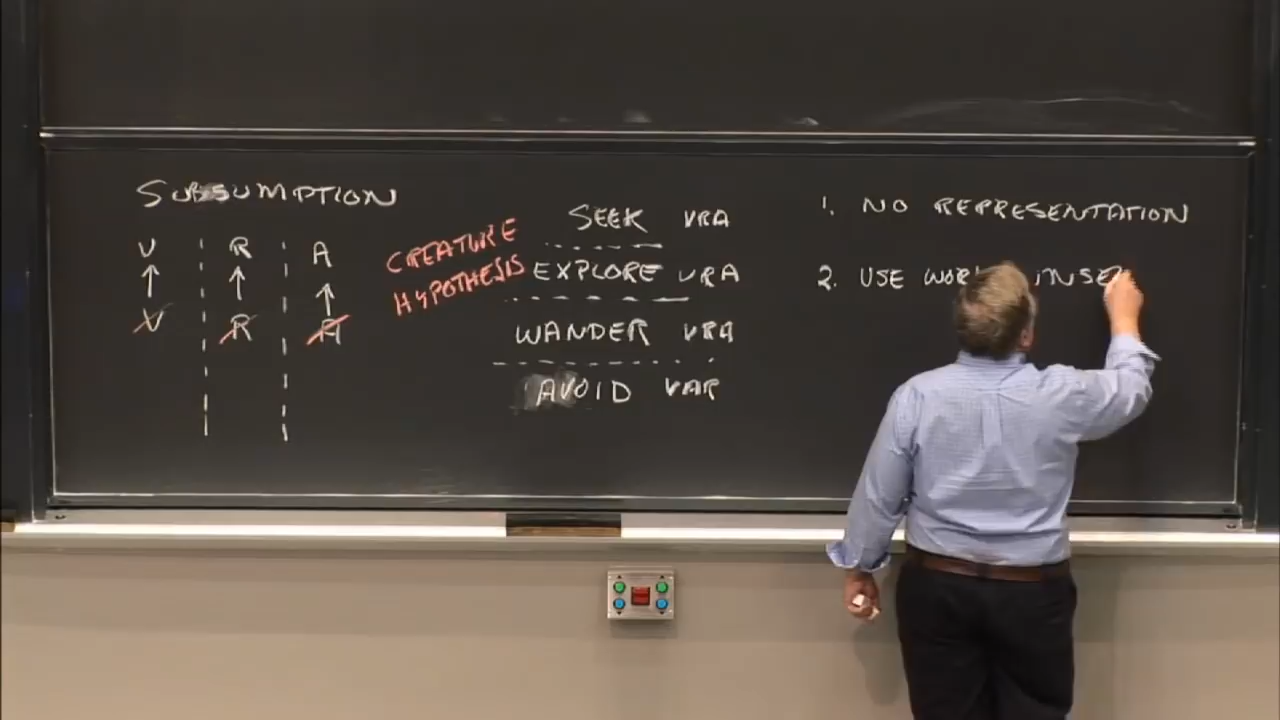 SUBSUMPTION
V R A
V R A
CREATURE
HYPOTHESIS
SEEK VRA
EXPLORE VRA
WANDER VRA
AVOID VAR
1. NO REPRESENTATION
2. USE